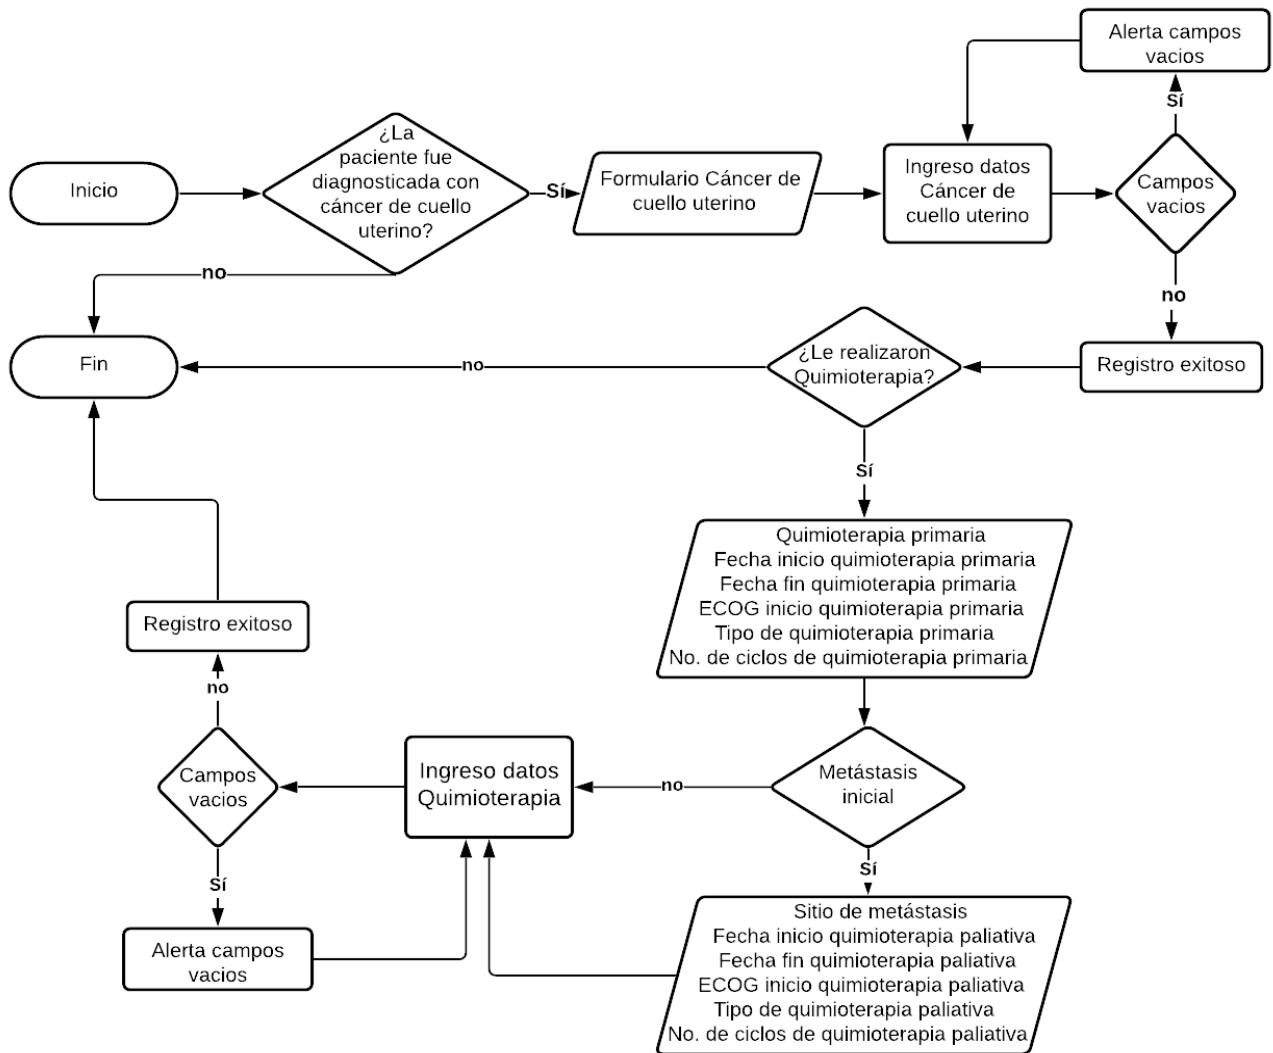 Alerta campos
vacios
Sí
Inicio
¿La
paciente fue
diagnosticada con
cáncer de cuello
uterino?
Sí
Formulario Cáncer de
cuello uterino
Ingreso datos
Cáncer de
cuello uterino
Campos
vacios
no
no
Fin
no
¿Le realizaron
Quimioterapia?
Registro exitoso
Sí
Quimioterapia primaria
Fecha inicio quimioterapia primaria
Fecha fin quimioterapia primaria
ECOG inicio quimioterapia primaria
Tipo de quimioterapia primaria
No. de ciclos de quimioterapia primaria
Registro exitoso
no
Campos
vacios
Ingreso datos
Quimioterapia
no
Metástasis
inicial
Sí
Sí
Alerta campos
vacios
Sitio de metástasis
Fecha inicio quimioterapia paliativa
Fecha fin quimioterapia paliativa
ECOG inicio quimioterapia paliativa
Tipo de quimioterapia paliativa
No. de ciclos de quimioterapia paliativa